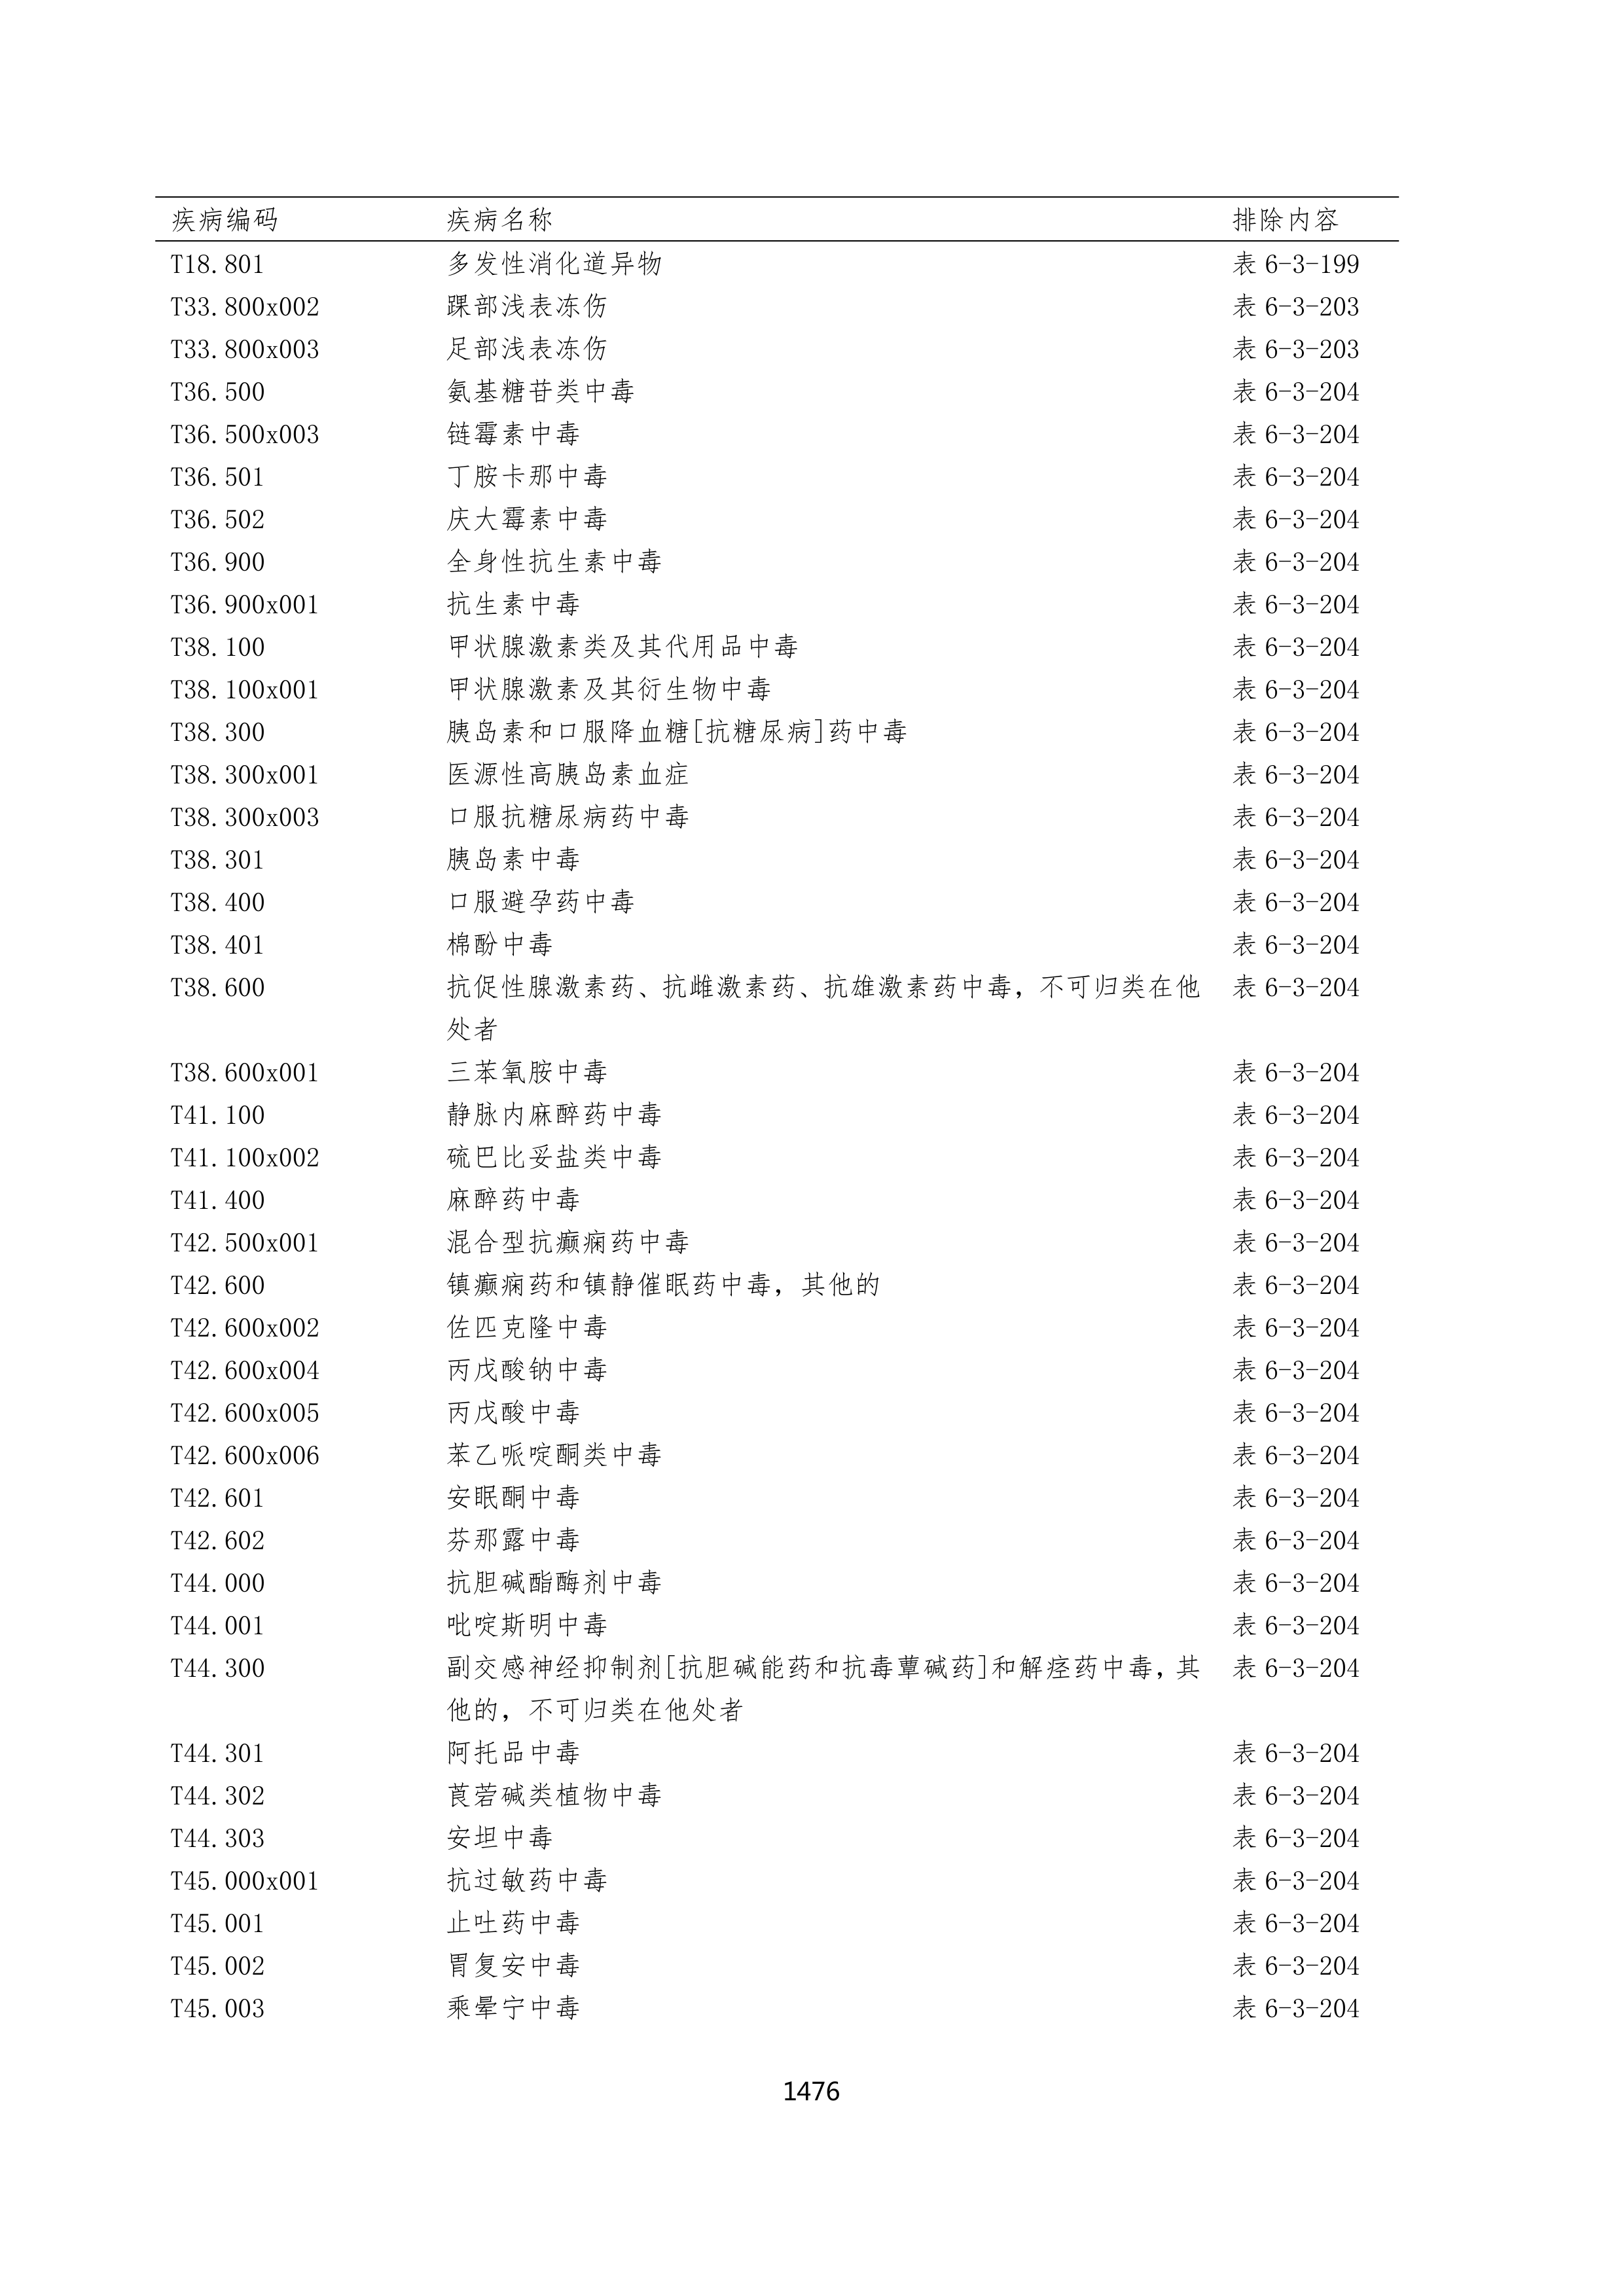 疾病编码 疾病名称 排除内容
T18.801 多发性消化道异物 表 6-3-199
T33.800x002 踝部浅表冻伤 表 6-3-203
T33.800x003 足部浅表冻伤 表 6-3-203
T36.500 氨基糖苷类中毒 表 6-3-204
T36.500x003 链霉素中毒 表 6-3-204
T36.501 丁胺卡那中毒 表 6-3-204
T36.502 庆大霉素中毒 表 6-3-204
T36.900 全身性抗生素中毒 表 6-3-204
T36.900x001 抗生素中毒 表 6-3-204
T38.100 甲状腺激素类及其代用品中毒 表 6-3-204
T38.100x001 甲状腺激素及其衍生物中毒 表 6-3-204
T38.300 胰岛素和口服降血糖[抗糖尿病]药中毒 表 6-3-204
T38.300x001 医源性高胰岛素血症 表 6-3-204
T38.300x003 口服抗糖尿病药中毒 表 6-3-204
T38.301 胰岛素中毒 表 6-3-204
T38.400 口服避孕药中毒 表 6-3-204
T38.401 棉酚中毒 表 6-3-204
T38.600 抗促性腺激素药、抗雌激素药、抗雄激素药中毒，不可归类在他 表 6-3-204
处者
T38.600x001 三苯氧胺中毒 表 6-3-204
T41.100 静脉内麻醉药中毒 表 6-3-204
T41.100x002 硫巴比妥盐类中毒 表 6-3-204
T41.400 麻醉药中毒 表 6-3-204
T42.500x001 混合型抗癫痫药中毒 表 6-3-204
T42.600 镇癫痫药和镇静催眠药中毒，其他的 表 6-3-204
T42.600x002 佐匹克隆中毒 表 6-3-204
T42.600x004 丙戊酸钠中毒 表 6-3-204
T42.600x005 丙戊酸中毒 表 6-3-204
T42.600x006 苯乙哌啶酮类中毒 表 6-3-204
T42.601 安眠酮中毒 表 6-3-204
T42.602 芬那露中毒 表 6-3-204
T44.000 抗胆碱酯酶剂中毒 表 6-3-204
T44.001 吡啶斯明中毒 表 6-3-204
T44.300 副交感神经抑制剂[抗胆碱能药和抗毒蕈碱药]和解痉药中毒，其 表 6-3-204
他的，不可归类在他处者
T44.301 阿托品中毒 表 6-3-204
T44.302 莨菪碱类植物中毒 表 6-3-204
T44.303 安坦中毒 表 6-3-204
T45.000x001 抗过敏药中毒 表 6-3-204
T45.001 止吐药中毒 表 6-3-204
T45.002 胃复安中毒 表 6-3-204
T45.003 乘晕宁中毒 表 6-3-204
1476